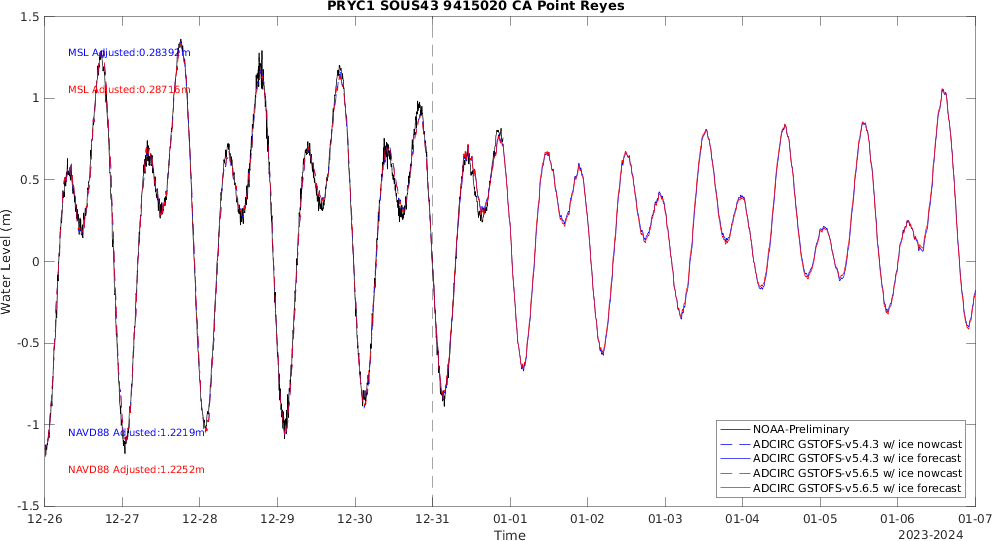 PRYC1 SOUS43 9415020 CA Point Reyes
MSL Adjusted:0.28392m
MSL Adjusted:0.28716m
NAVD88 Adjusted:1.2219m
NAVD88 Adjusted:1.2252m
Water Level (m)
1.5
1
0.5
0
-0.5
-1
-1.5
NOAA-Preliminary
ADCIRC GSTOFS-v5.4.3 w/ ice nowcast
ADCIRC GSTOFS-v5.4.3 w/ ice forecast
ADCIRC GSTOFS-v5.6.5 w/ ice nowcast
ADCIRC GSTOFS-v5.6.5 w/ ice forecast
12-26 12-27 12-28 12-29 12-30 12-31 01-01 01-02 01-03 01-04 01-05 01-06 01-07
Time
2023-2024